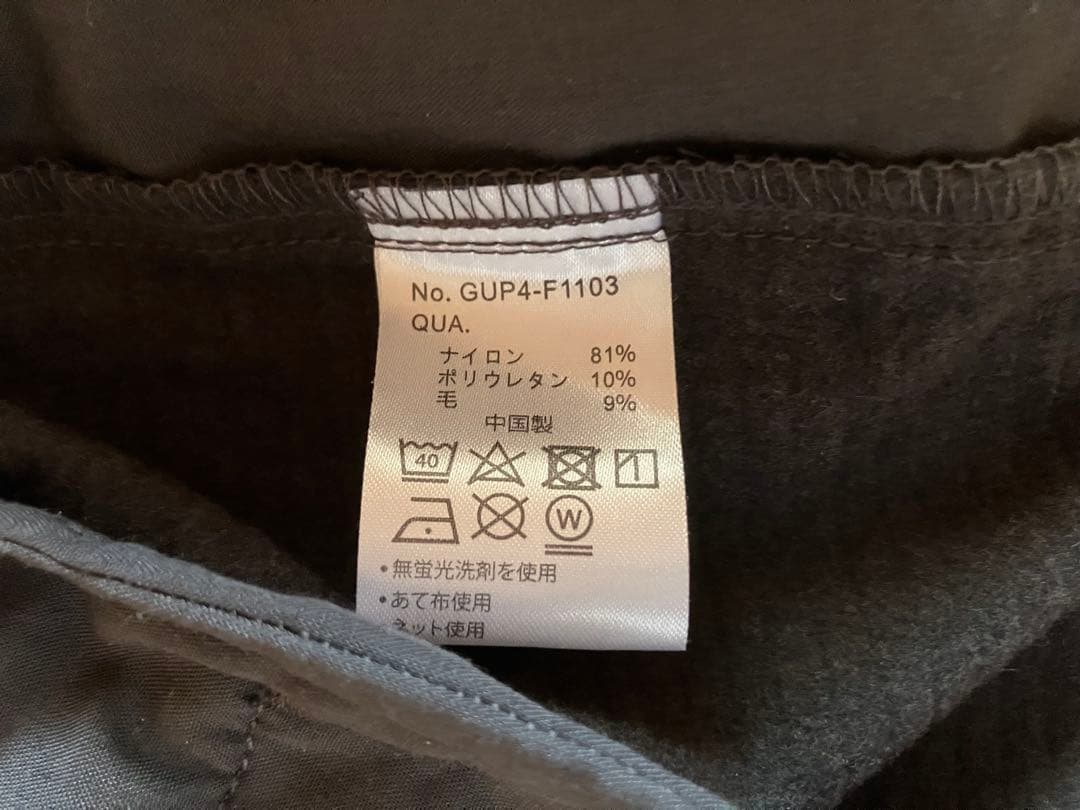 No. GUP4-F1103
QUA.
ナイロン 81%
ポリウレタン 10%
毛 9%
中国製
40
W
•無蛍光洗剤を使用
•あて布使用
ネット使用